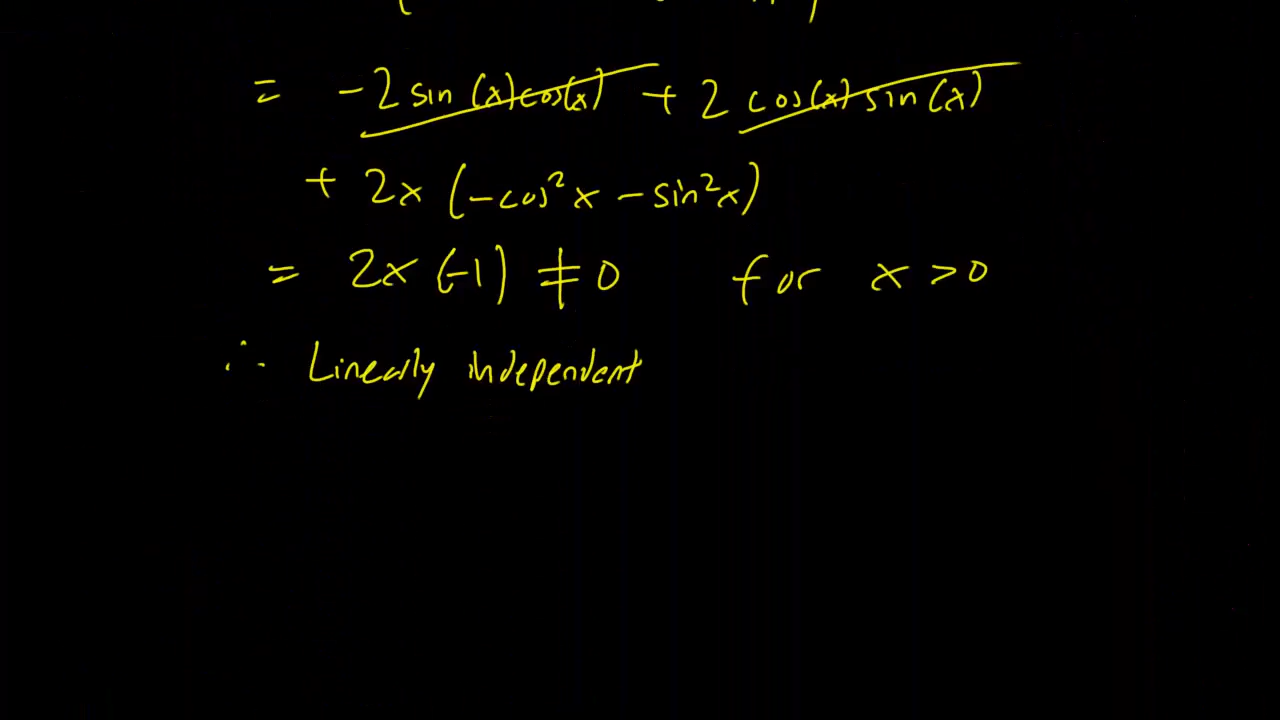 = -2 sin(x)cos(x) + 2 cos(x) sin(x)
+ 2x (-cos²x - sin²x)
= 2x (-1) ≠ 0 for x > 0
∴ Linearly independent